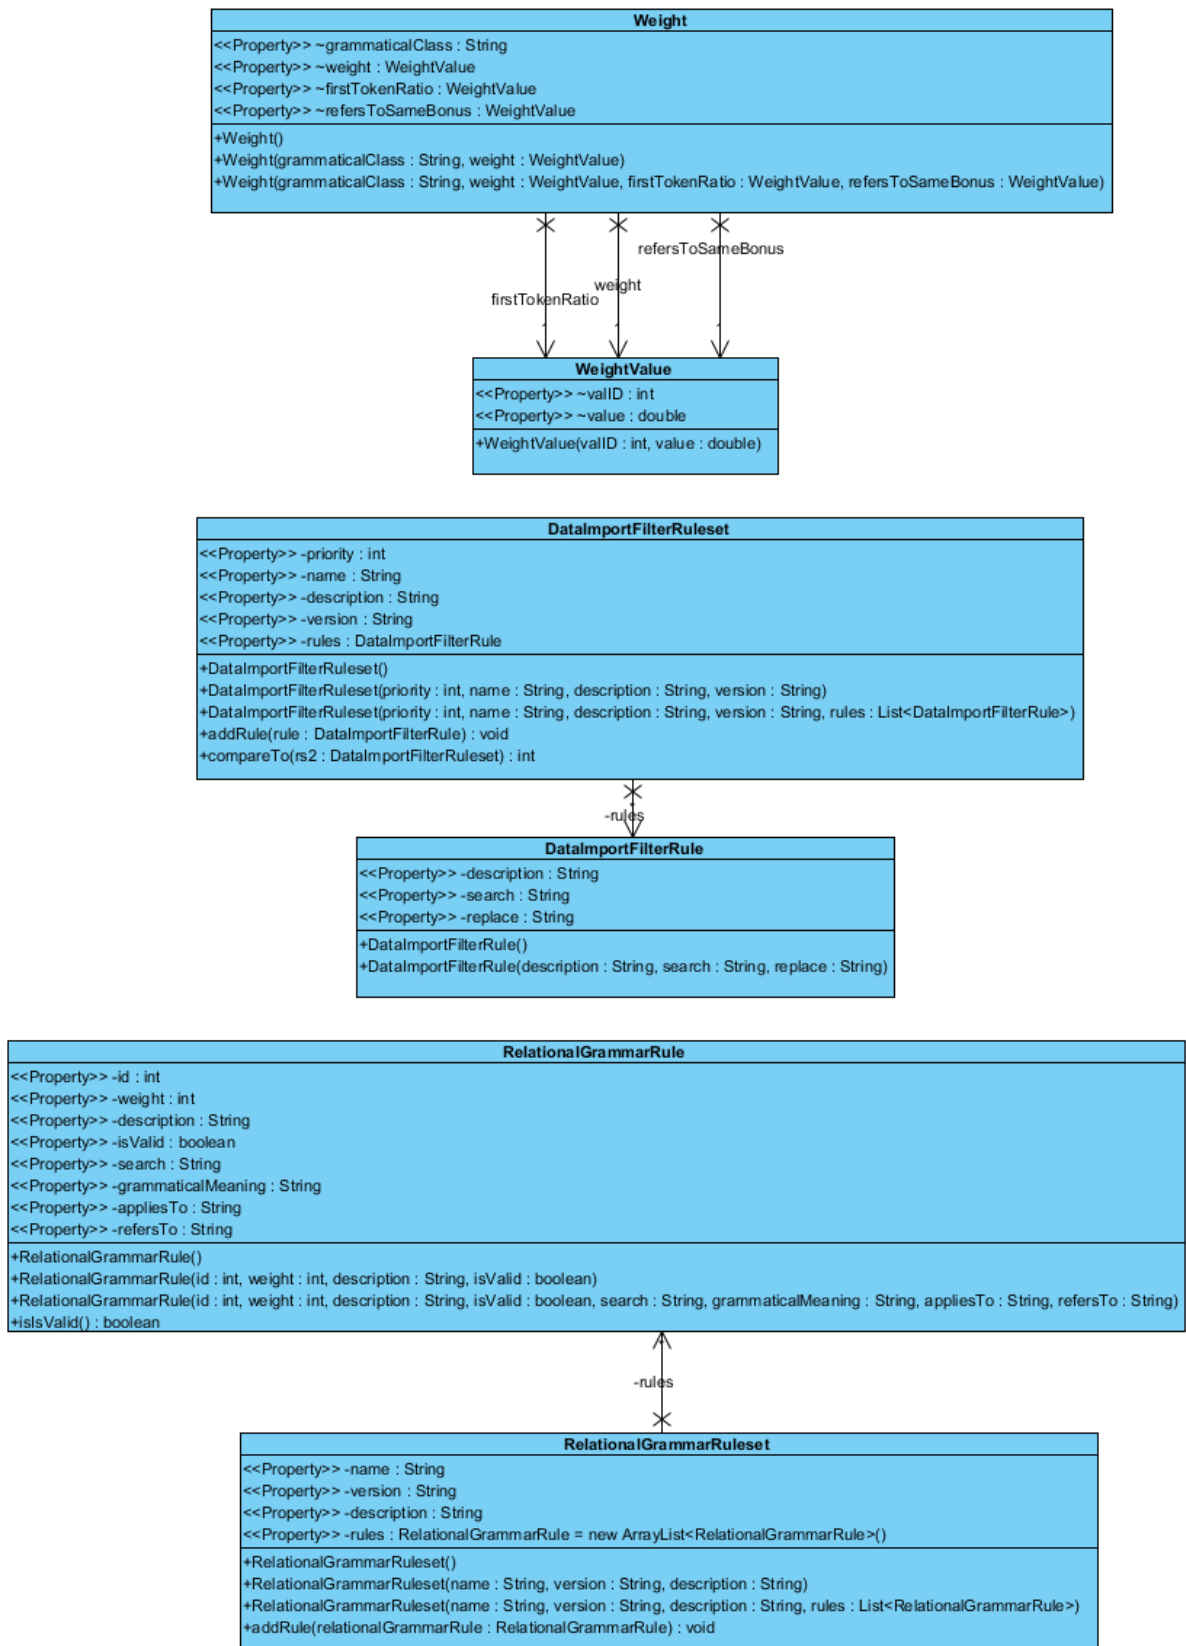 Weight
<<Property>> ~grammaticalClass : String
<<Property>> ~weight : WeightValue
<<Property>> ~firstTokenRatio : WeightValue
<<Property>> ~refersToSameBonus : WeightValue
+Weight()
+Weight(grammaticalClass : String, weight : WeightValue)
+Weight(grammaticalClass : String, weight : WeightValue, firstTokenRatio : WeightValue, refersToSameBonus : WeightValue)
refersToSameBonus
weight
firstTokenRatio
WeightValue
<<Property>> ~valID : int
<<Property>> ~value : double
+WeightValue(valID : int, value : double)
DataImportFilterRuleset
<<Property>> -priority : int
<<Property>> -name : String
<<Property>> -description : String
<<Property>> -version : String
<<Property>> -rules : DataImportFilterRule
+DataImportFilterRuleset()
+DataImportFilterRuleset(priority : int, name : String, description : String, version : String)
+DataImportFilterRuleset(priority : int, name : String, description : String, version : String, rules : List<DataImportFilterRule>)
+addRule(rule : DataImportFilterRule) : void
+compareTo(rs2 : DataImportFilterRuleset) : int
-rules
DataImportFilterRule
<<Property>> -description : String
<<Property>> -search : String
<<Property>> -replace : String
+DataImportFilterRule()
+DataImportFilterRule(description : String, search : String, replace : String)
RelationalGrammarRule
<<Property>> -id : int
<<Property>> -weight : int
<<Property>> -description : String
<<Property>> -isValid : boolean
<<Property>> -search : String
<<Property>> -grammaticalMeaning : String
<<Property>> -appliesTo : String
<<Property>> -refersTo : String
+RelationalGrammarRule()
+RelationalGrammarRule(id : int, weight : int, description : String, isValid : boolean)
+RelationalGrammarRule(id : int, weight : int, description : String, isValid : boolean, search : String, grammaticalMeaning : String, appliesTo : String, refersTo : String)
+isIsValid() : boolean
-rules
RelationalGrammarRuleset
<<Property>> -name : String
<<Property>> -version : String
<<Property>> -description : String
<<Property>> -rules : RelationalGrammarRule = new ArrayList<RelationalGrammarRule>()
+RelationalGrammarRuleset()
+RelationalGrammarRuleset(name : String, version : String, description : String)
+RelationalGrammarRuleset(name : String, version : String, description : String, rules : List<RelationalGrammarRule>)
+addRule(relationalGrammarRule : RelationalGrammarRule) : void